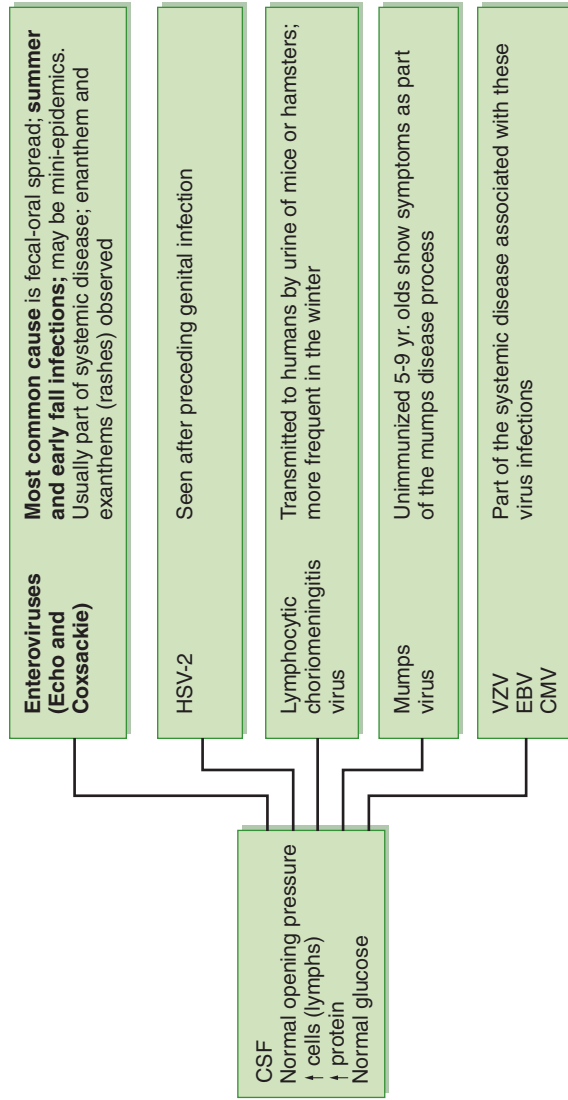 CSF
Normal opening pressure
↑ cells (lymphs)
↑ protein
Normal glucose
Enteroviruses
(Echo and
Coxsackie)
Most common cause is fecal-oral spread; summer
and early fall infections; may be mini-epidemics.
Usually part of systemic disease; enanthem and
exanthems (rashes) observed
HSV-2
Seen after preceding genital infection
Lymphocytic
choriomeningitis
virus
Transmitted to humans by urine of mice or hamsters;
more frequent in the winter
Mumps
virus
Unimmunized 5-9 yr. olds show symptoms as part
of the mumps disease process
VZV
EBV
CMV
Part of the systemic disease associated with these
virus infections